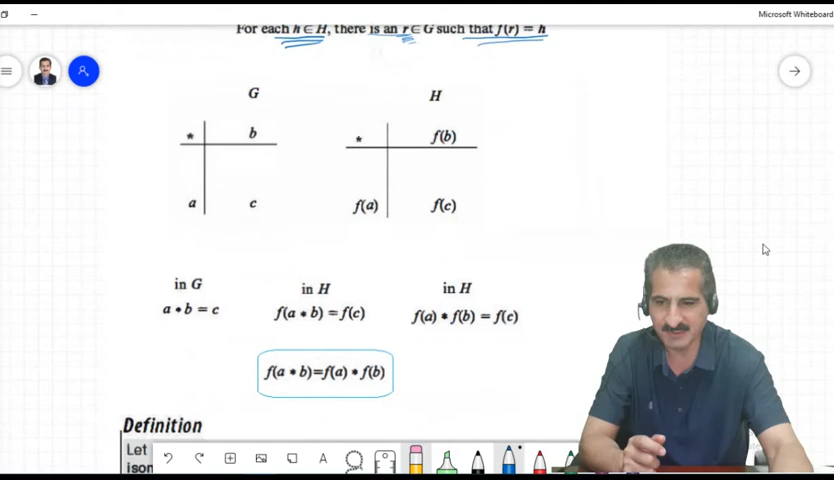 Microsoft Whiteboard
For each h ∈ H, there is an r ∈ G such that f(r) = h
G
H
* b
* f(b)
a c
f(a) f(c)
in G
in H
in H
a * b = c
f(a * b) = f(c)
f(a) * f(b) = f(c)
f(a * b)=f(a) * f(b)
Definition
Let
ison
A